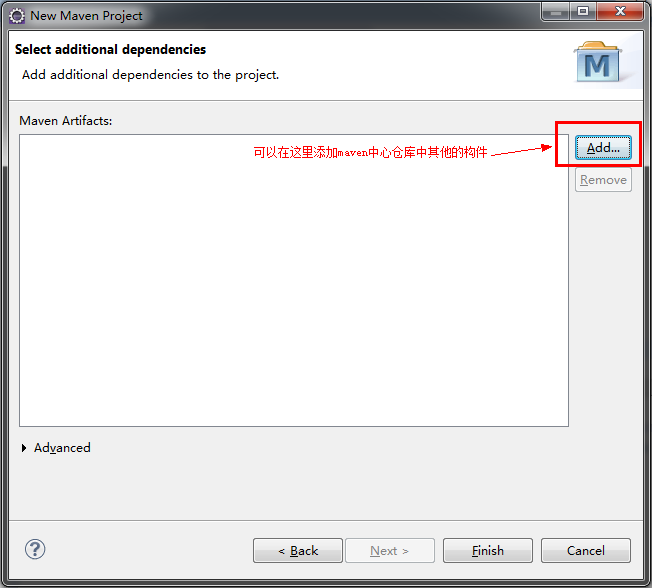 New Maven Project
Select additional dependencies
Add additional dependencies to the project.
M
Maven Artifacts:
可以在这里添加maven中心仓库中其他的构件
Add...
Remove
Advanced
?
< Back
Next >
Finish
Cancel